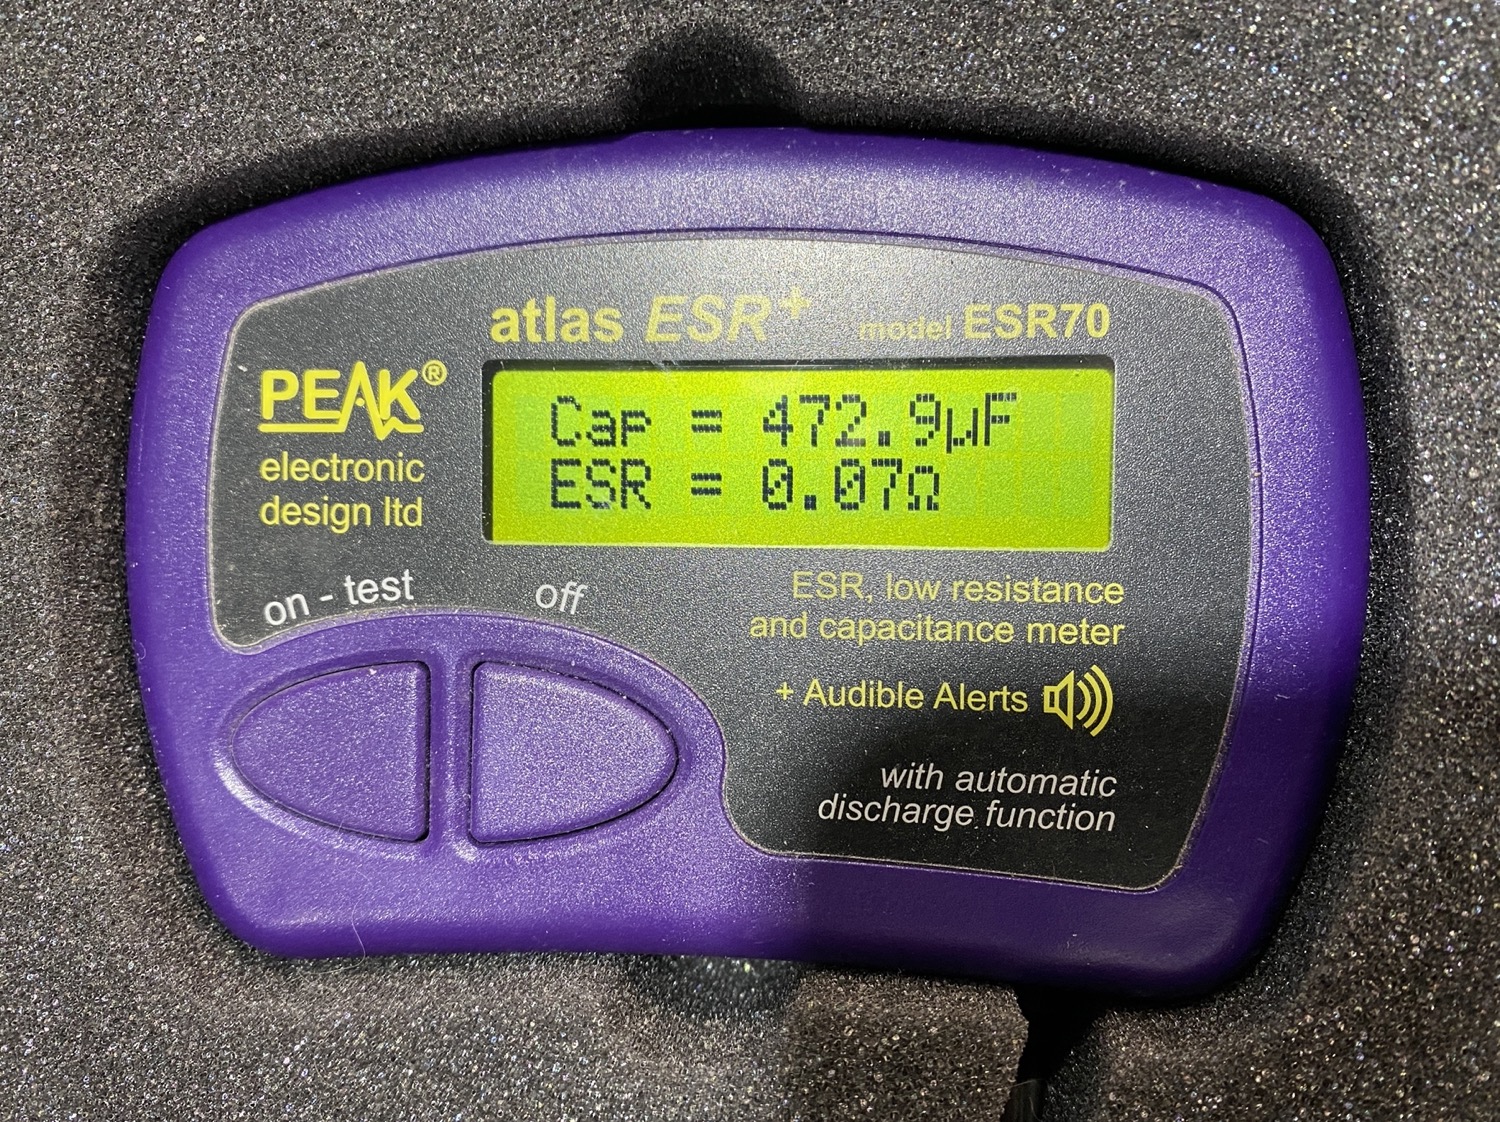 atlas ESR+ model ESR70
PEAK®
electronic
design ltd
Cap = 472.9µF
ESR = 0.07Ω
on - test
off
ESR, low resistance
and capacitance meter
+ Audible Alerts
with automatic
discharge function